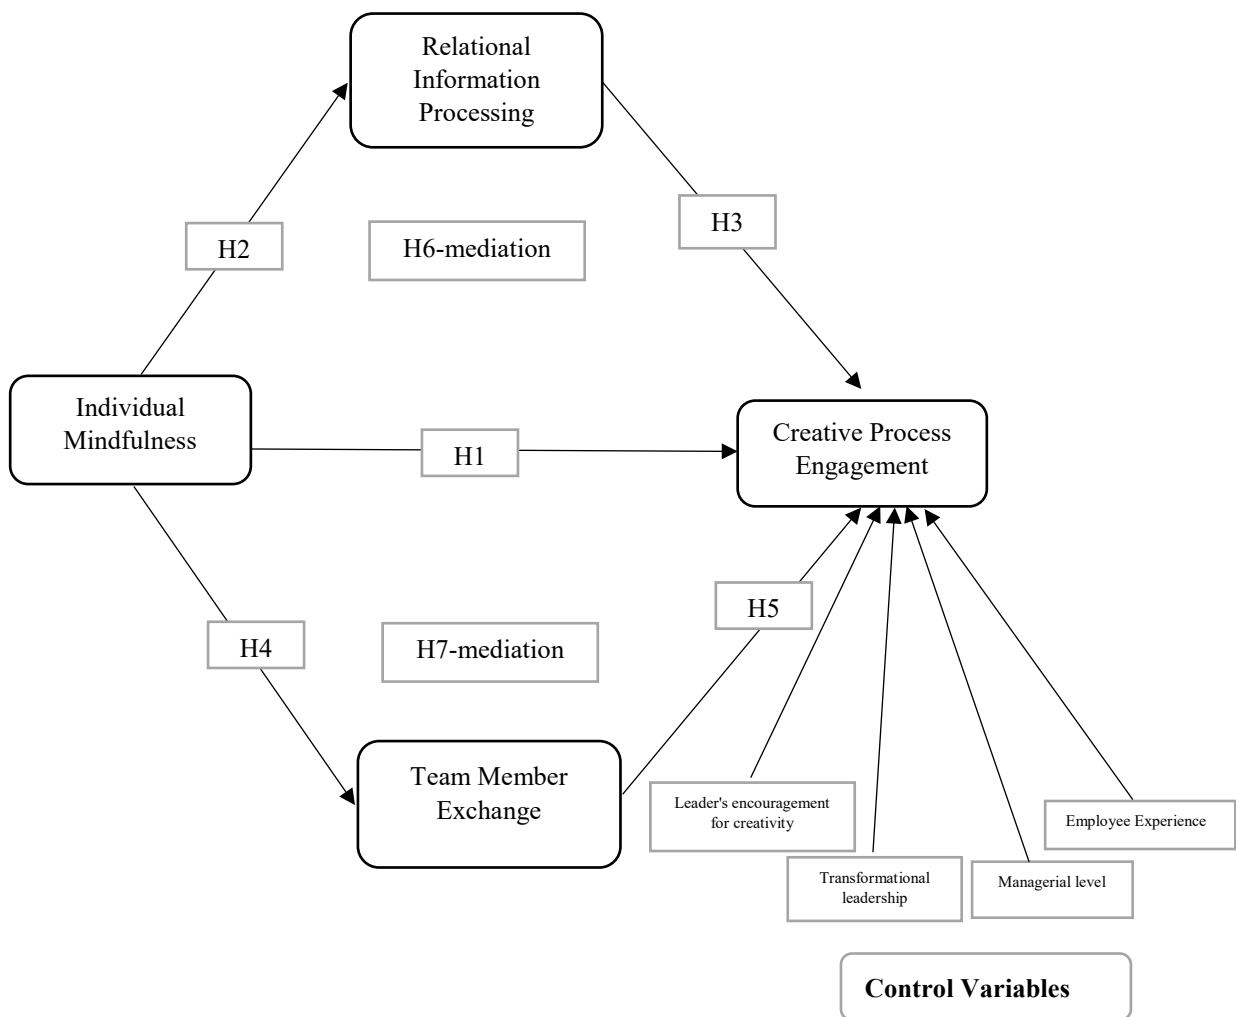 Relational
Information
Processing
H2
H3
H6-mediation
Individual
Mindfulness
H1
Creative Process
Engagement
H5
H4
H7-mediation
Team Member
Exchange
Leader's encouragement
for creativity
Transformational
leadership
Managerial level
Employee Experience
Control Variables